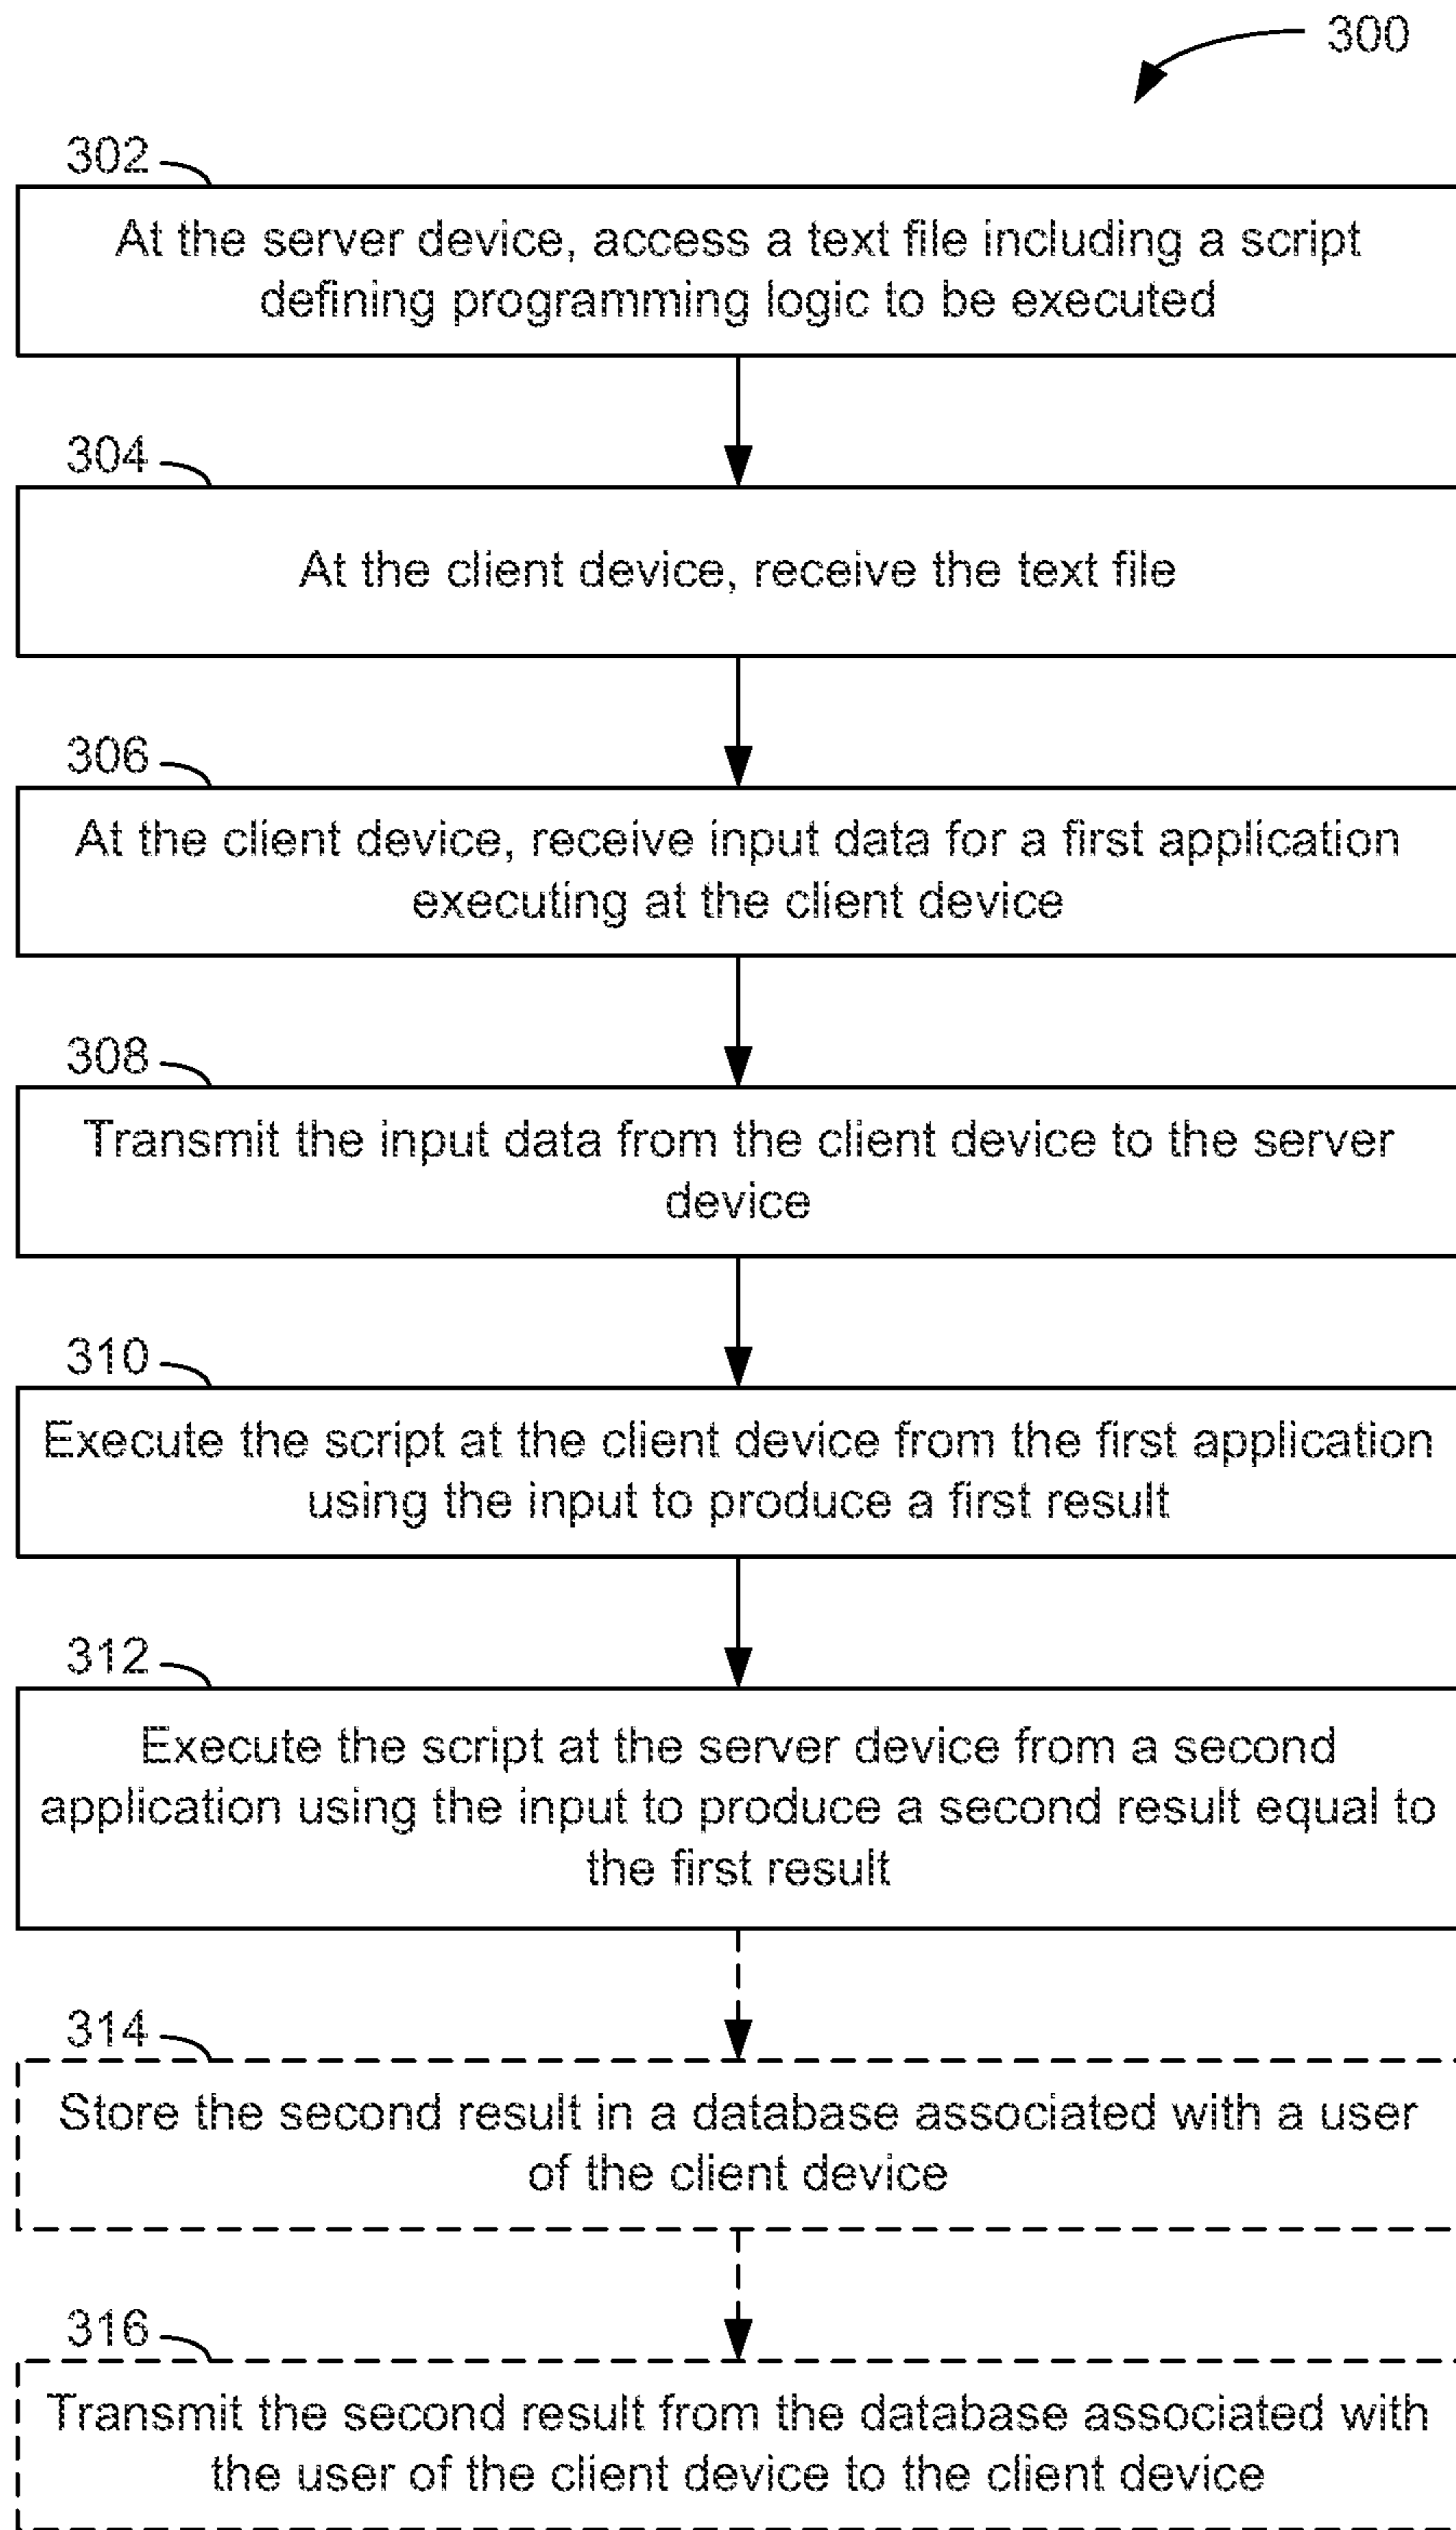 300
302
At the server device, access a text file including a script
defining programming logic to be executed
304
At the client device, receive the text file
306
At the client device, receive input data for a first application
executing at the client device
308
Transmit the input data from the client device to the server
device
310
Execute the script at the client device from the first application
using the input to produce a first result
312
Execute the script at the server device from a second
application using the input to produce a second result equal to
the first result
314
Store the second result in a database associated with a user
of the client device
316
Transmit the second result from the database associated with
the user of the client device to the client device